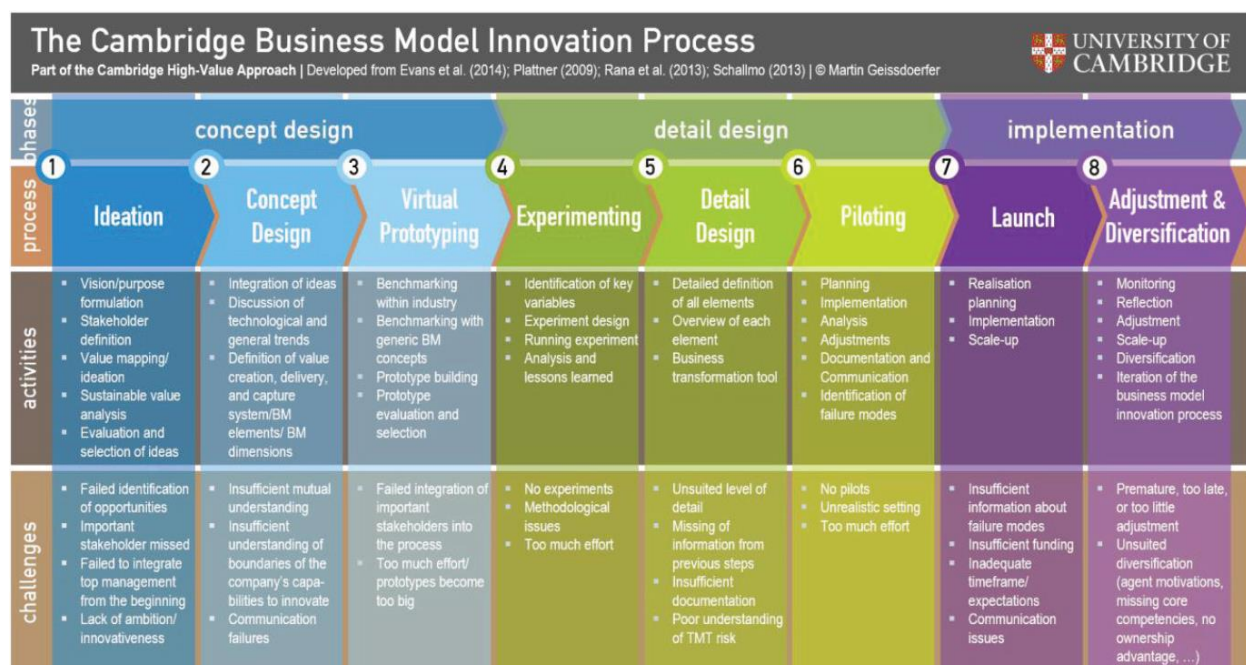 The Cambridge Business Model Innovation Process
Part of the Cambridge High-Value Approach | Developed from Evans et al. (2014); Plattner (2009); Rana et al. (2013); Schallmo (2013) | © Martin Geissdoerfer
UNIVERSITY OF
CAMBRIDGE
phases
concept design
detail design
implementation
process
1
Ideation
2
Concept
Design
3
Virtual
Prototyping
4
Experimenting
5
Detail
Design
6
Piloting
7
Launch
8
Adjustment &
Diversification
activities
▪ Vision/purpose
formulation
▪ Stakeholder
definition
▪ Value mapping/
ideation
▪ Sustainable value
analysis
▪ Evaluation and
selection of ideas
▪ Integration of ideas
▪ Discussion of
technological and
general trends
▪ Definition of value
creation, delivery,
and capture
system/BM
elements/ BM
dimensions
▪ Benchmarking
within industry
▪ Benchmarking with
generic BM
concepts
▪ Prototype building
▪ Prototype
evaluation and
selection
▪ Identification of key
variables
▪ Experiment design
▪ Running experiment
▪ Analysis and
lessons learned
▪ Detailed definition
of all elements
▪ Overview of each
element
▪ Business
transformation tool
▪ Planning
▪ Implementation
▪ Analysis
▪ Adjustments
▪ Documentation and
Communication
▪ Identification of
failure modes
▪ Realisation
planning
▪ Implementation
▪ Scale-up
▪ Monitoring
▪ Reflection
▪ Adjustment
▪ Scale-up
▪ Diversification
▪ Iteration of the
business model
innovation process
challenges
▪ Failed identification
of opportunities
▪ Important
stakeholder missed
▪ Failed to integrate
top management
from the beginning
▪ Lack of ambition/
innovativeness
▪ Insufficient mutual
understanding
▪ Insufficient
understanding of
boundaries of the
company's capa-
bilities to innovate
▪ Communication
failures
▪ Failed integration of
important
stakeholders into
the process
▪ Too much effort/
prototypes become
too big
▪ No experiments
▪ Methodological
issues
▪ Too much effort
▪ Unsuited level of
detail
▪ Missing of
information from
previous steps
▪ Insufficient
documentation
▪ Poor understanding
of TMT risk
▪ No pilots
▪ Unrealistic setting
▪ Too much effort
▪ Insufficient
information about
failure modes
▪ Insufficient funding
▪ Inadequate
timeframe/
expectations
▪ Communication
issues
▪ Premature, too late,
or too little
adjustment
▪ Unsuited
diversification
(agent motivations,
missing core
competencies, no
ownership
advantage, ...)